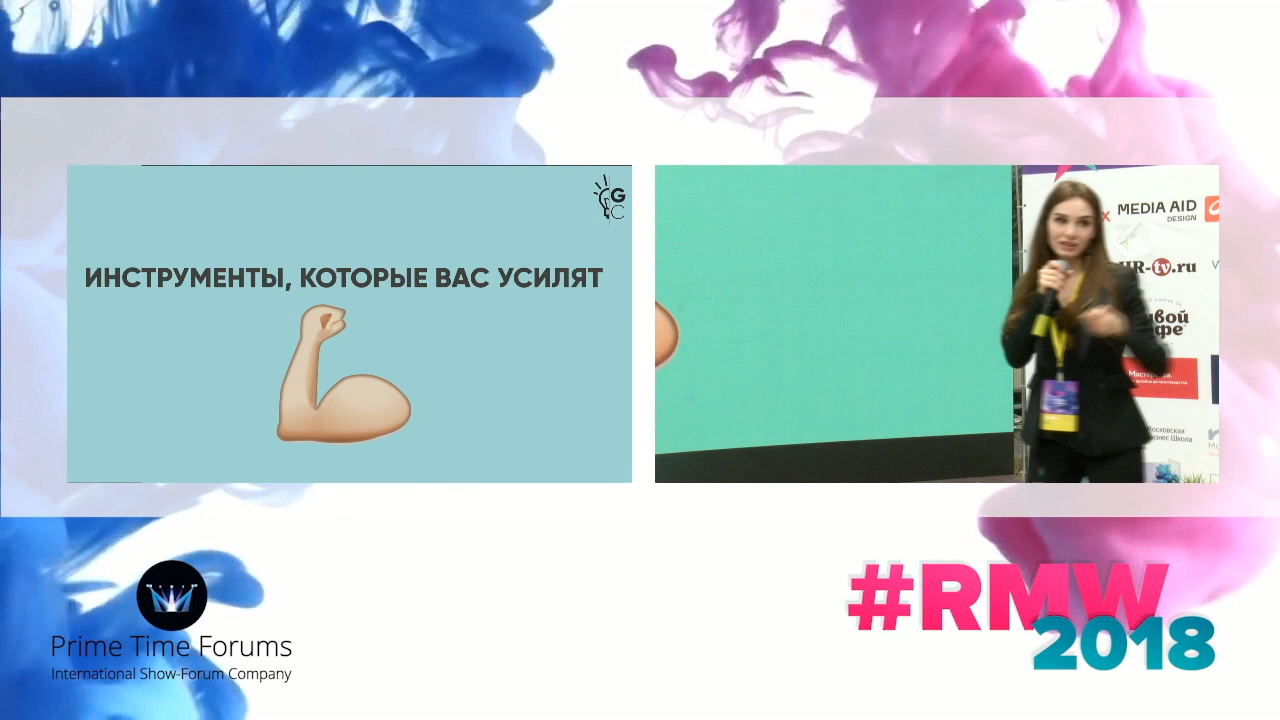 G
C
ИНСТРУМЕНТЫ, КОТОРЫЕ ВАС УСИЛЯТ
MEDIA AID
DESIGN
HR-tv.ru
Prime Time Forums
International Show-Forum Company
#RMW
2018